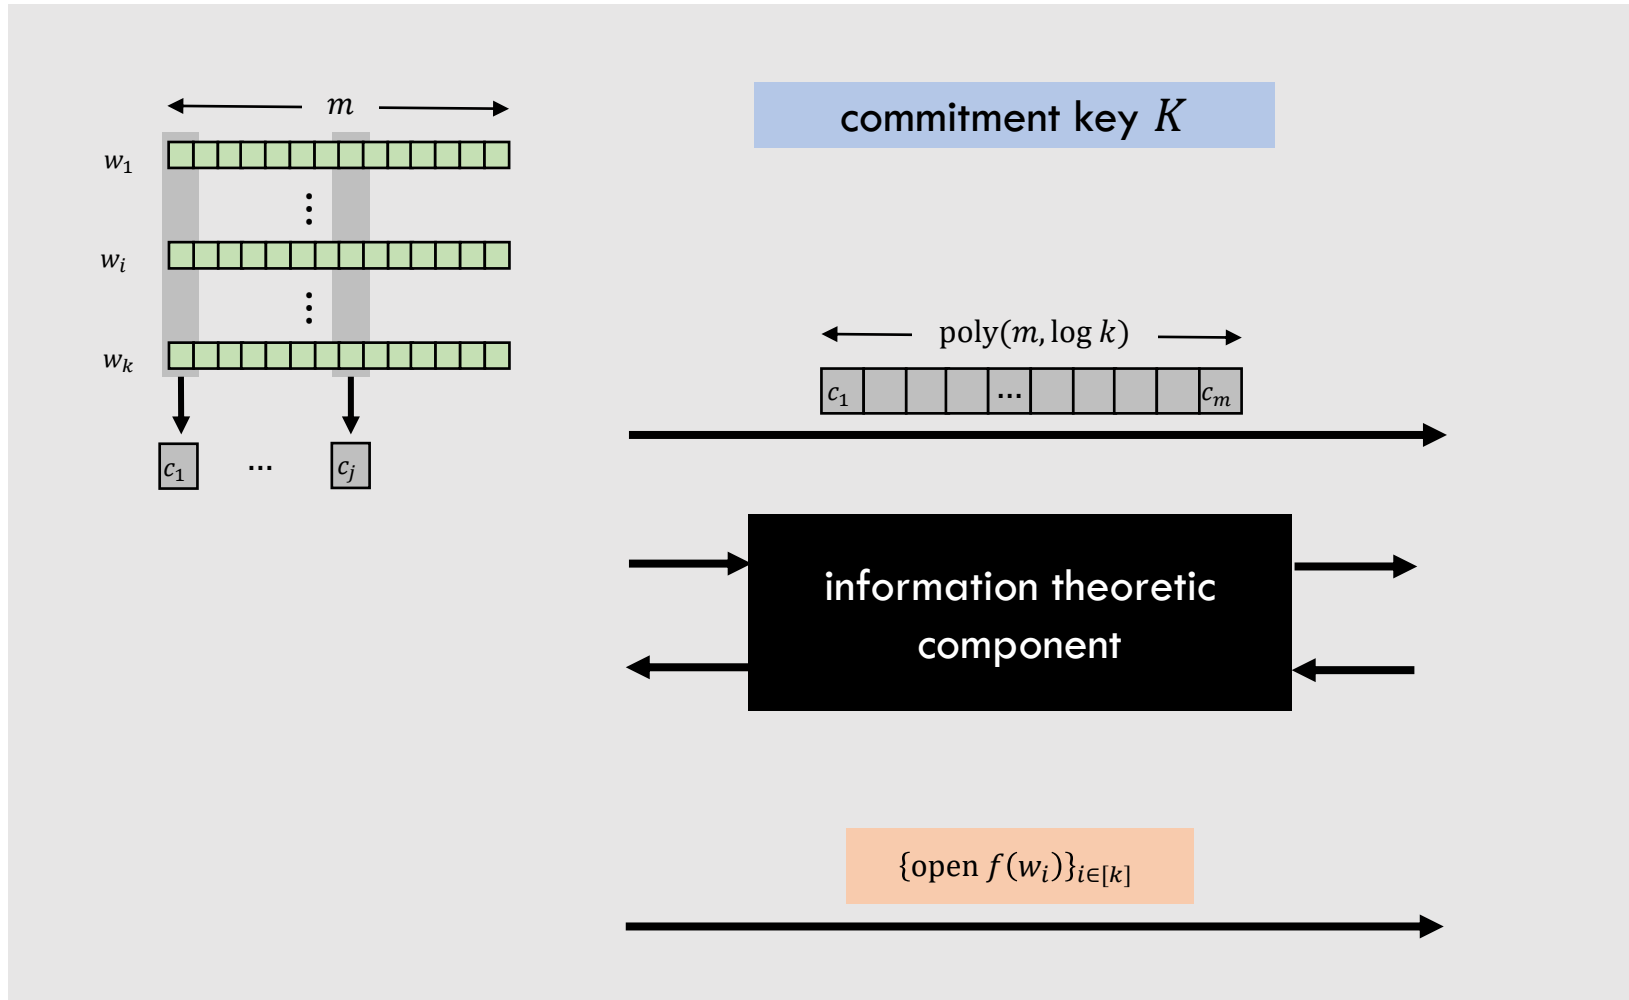 m
commitment key K
w₁
⋮
wᵢ
⋮
wₖ
poly(m, log k)
c₁ ... cₘ
c₁ ... cⱼ
information theoretic
component
{open f(wᵢ)}ᵢ∈[ₖ]